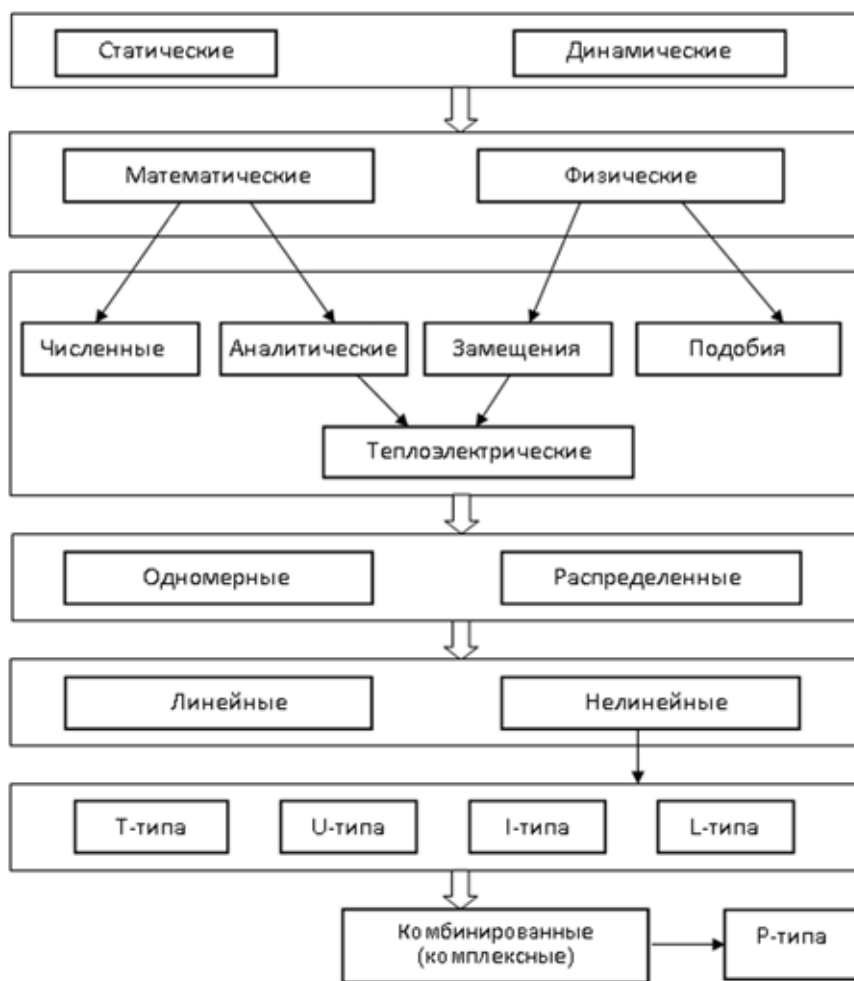 Статические
Динамические
Математические
Физические
Численные
Аналитические
Замещения
Подобия
Теплоэлектрические
Одномерные
Распределенные
Линейные
Нелинейные
Т-типа
U-типа
I-типа
L-типа
Комбинированные
(комплексные)
Р-типа